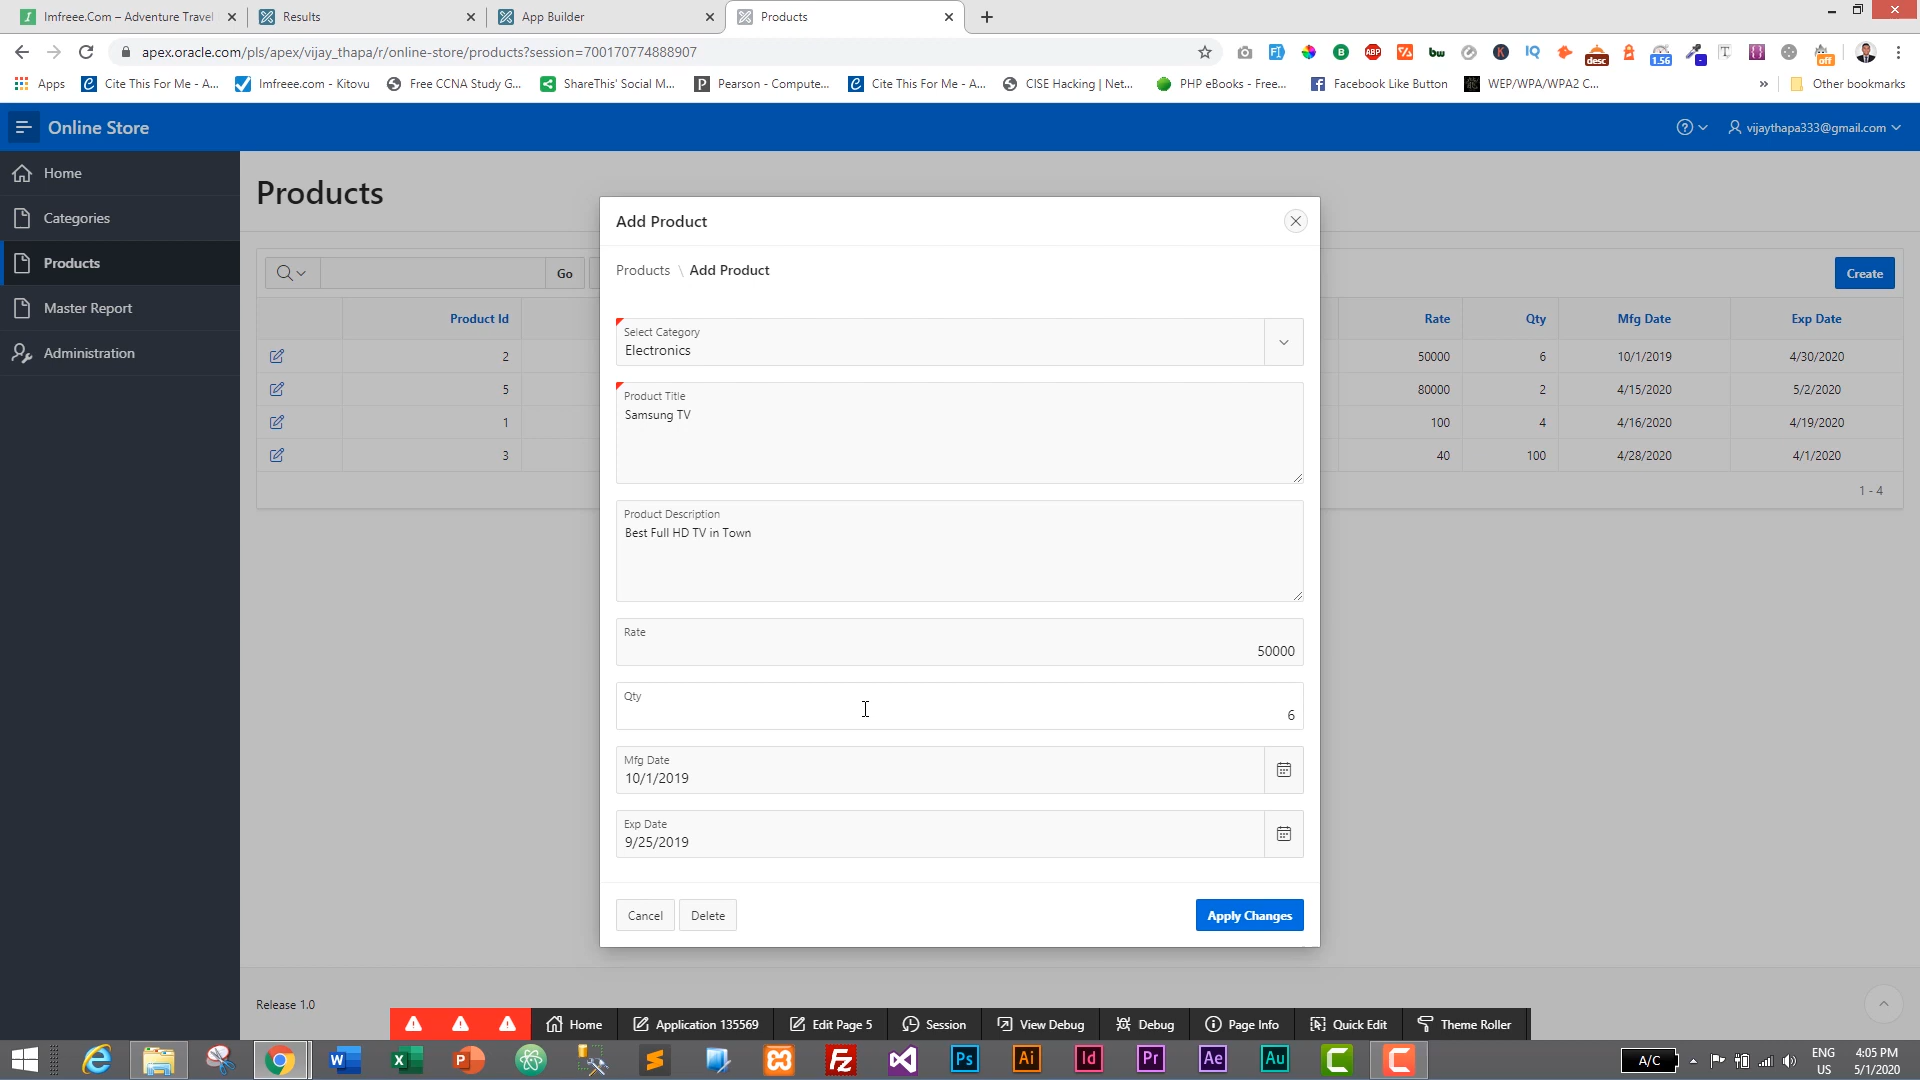 Imfreee.Com – Adventure Travel
Results
App Builder
Products
apex.oracle.com/pls/apex/vijay_thapa/r/online-store/products?session=700170774888907
Apps
Cite This For Me - A...
Imfreee.com - Kitovu
Free CCNA Study G...
ShareThis' Social M...
Pearson - Compute...
Cite This For Me - A...
CISE Hacking | Net...
PHP eBooks - Free...
Facebook Like Button
WEP/WPA/WPA2 C...
Other bookmarks
Online Store
vijaythapa333@gmail.com
Home
Categories
Products
Master Report
Administration
Products
Go
Create
Product Id
Rate
Qty
Mfg Date
Exp Date
2
50000
6
10/1/2019
4/30/2020
5
80000
2
4/15/2020
5/2/2020
1
100
4
4/16/2020
4/19/2020
3
40
100
4/28/2020
4/1/2020
1 - 4
Add Product
Products \ Add Product
Select Category
Electronics
Product Title
Samsung TV
Product Description
Best Full HD TV in Town
Rate
50000
Qty
6
Mfg Date
10/1/2019
Exp Date
9/25/2019
Cancel
Delete
Apply Changes
Release 1.0
Home
Application 135569
Edit Page 5
Session
View Debug
Debug
Page Info
Quick Edit
Theme Roller
A/C
ENG
US
4:05 PM
5/1/2020